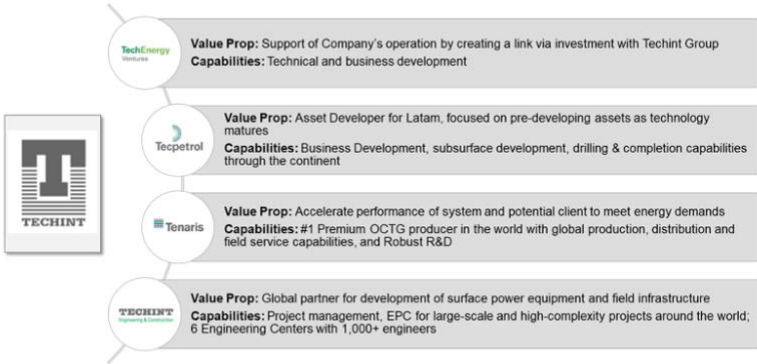 TechEnergy
Ventures
Value Prop: Support of Company's operation by creating a link via investment with Techint Group
Capabilities: Technical and business development
Tecpetrol
Value Prop: Asset Developer for Latam, focused on pre-developing assets as technology
matures
Capabilities: Business Development, subsurface development, drilling & completion capabilities
through the continent
T
TECHINT
Tenaris
Value Prop: Accelerate performance of system and potential client to meet energy demands
Capabilities: #1 Premium OCTG producer in the world with global production, distribution and
field service capabilities, and Robust R&D
TECHINT
Engineering & Construction
Value Prop: Global partner for development of surface power equipment and field infrastructure
Capabilities: Project management, EPC for large-scale and high-complexity projects around the world;
6 Engineering Centers with 1,000+ engineers